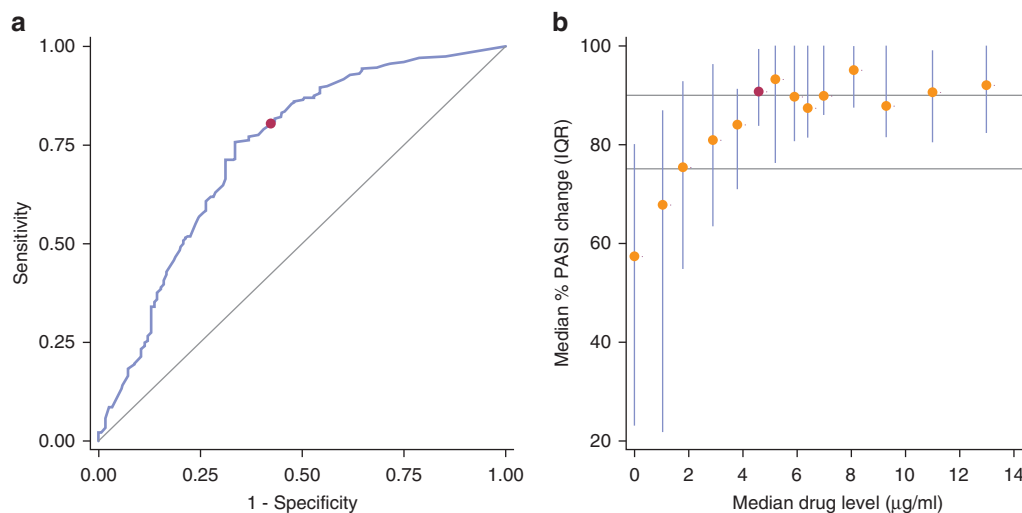 a
1.00
0.75
0.50
0.25
0.00
Sensitivity
0.00 0.25 0.50 0.75 1.00
1 - Specificity
b
100
80
60
40
20
Median % PASI change (IQR)
0 2 4 6 8 10 12 14
Median drug level (μg/ml)